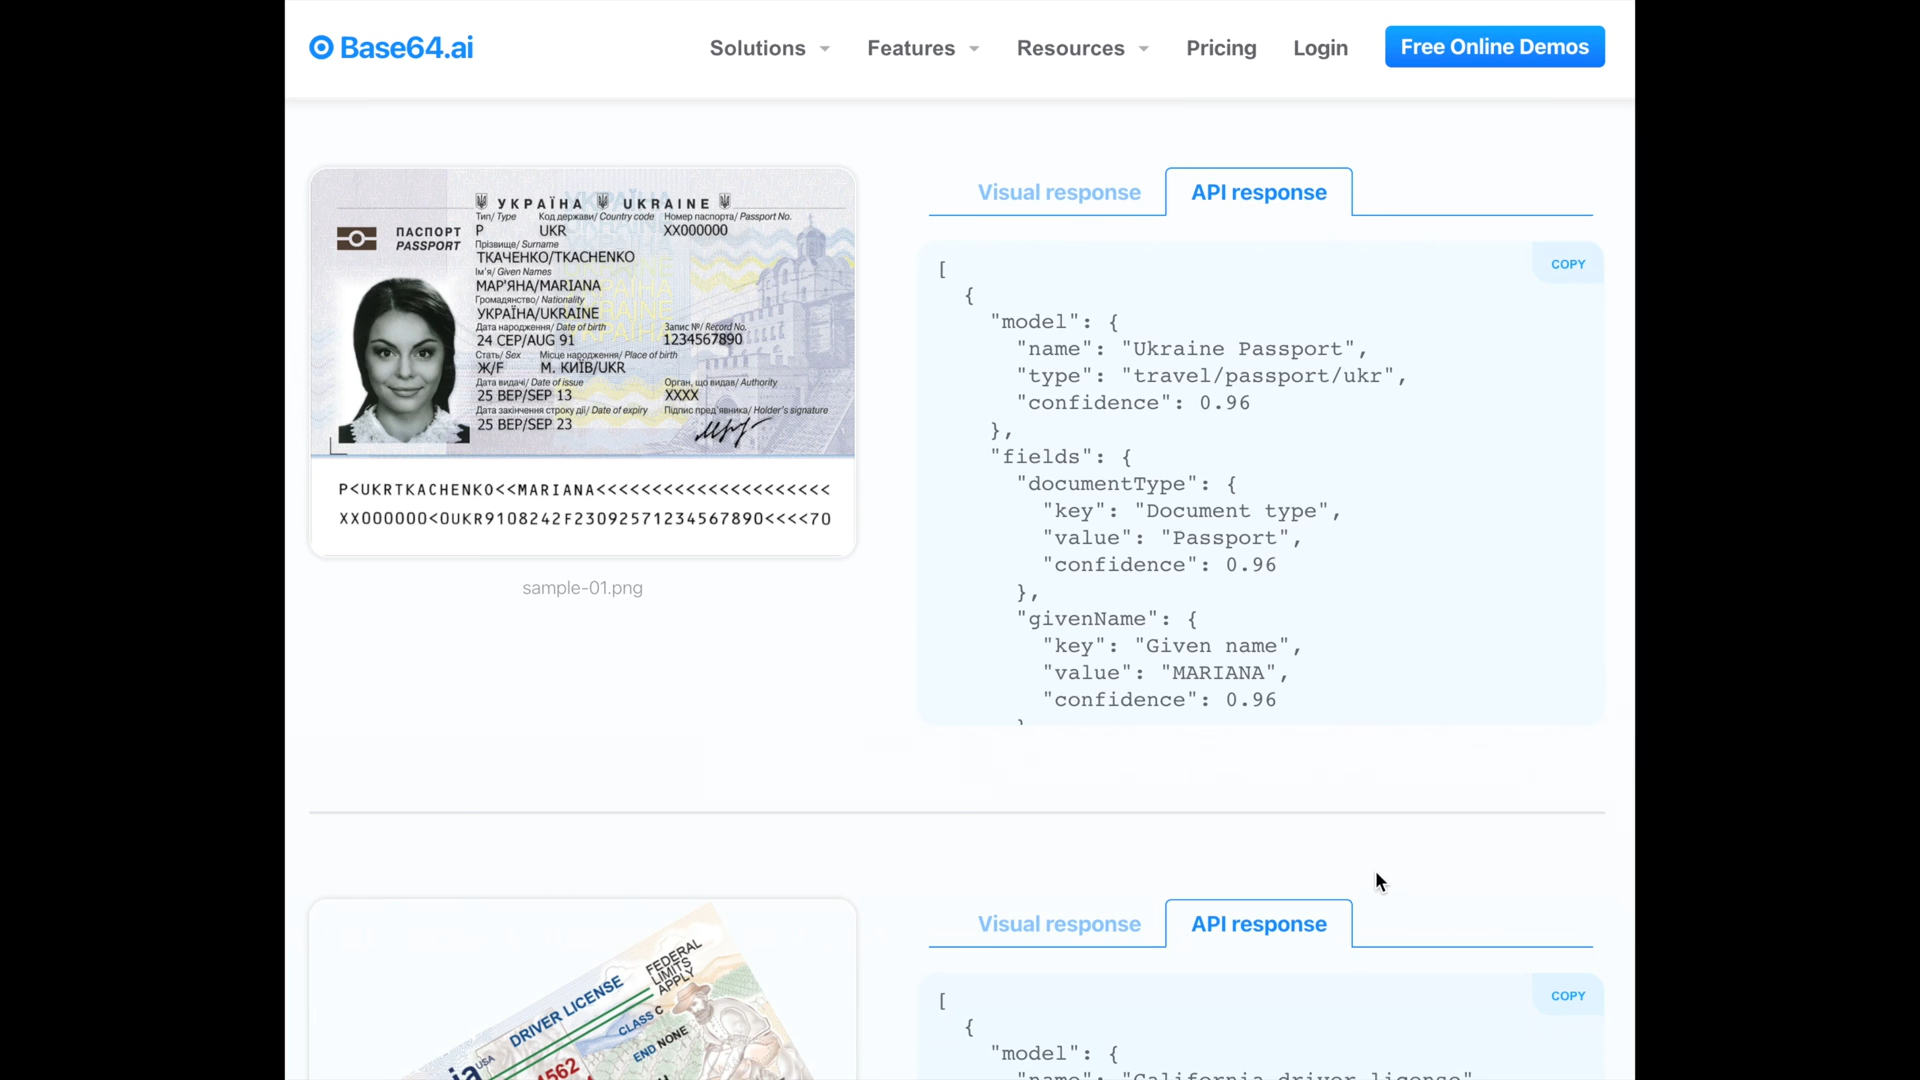 Base64.ai
Solutions Features Resources Pricing Login Free Online Demos
УКРАЇНА UKRAINE
Тип/ Type Код держави/ Country code Номер паспорта/ Passport No.
P UKR XX000000
ПАСПОРТ
PASSPORT
Прізвище/ Surname
ТКАЧЕНКО/TKACHENKO
Ім'я/ Given Names
МАР'ЯНА/MARIANA
Громадянство/ Nationality
УКРАЇНА/UKRAINE
Дата народження/ Date of birth Запис №/ Record No.
24 СЕР/AUG 91 1234567890
Стать/ Sex Місце народження/ Place of birth
Ж/F М. КИЇВ/UKR
Дата видачі/ Date of issue Орган, що видав/ Authority
25 ВЕР/SEP 13 XXXX
Дата закінчення строку дії/ Date of expiry Підпис пред'явника/ Holder's signature
25 ВЕР/SEP 23
P<UKRTKACHENKO<<MARIANA<<<<<<<<<<<<<<<<<<<<<
XX000000<0UKR9108242F23092571234567890<<<<70
sample-01.png
Visual response API response
COPY
[
{
"model": {
"name": "Ukraine Passport",
"type": "travel/passport/ukr",
"confidence": 0.96
},
"fields": {
"documentType": {
"key": "Document type",
"value": "Passport",
"confidence": 0.96
},
"givenName": {
"key": "Given name",
"value": "MARIANA",
"confidence": 0.96
}
FEDERAL
LIMITS
APPLY
USA DRIVER LICENSE
CLASS C
END NONE
Visual response API response
COPY
[
{
"model": {
"name": "California driver license"